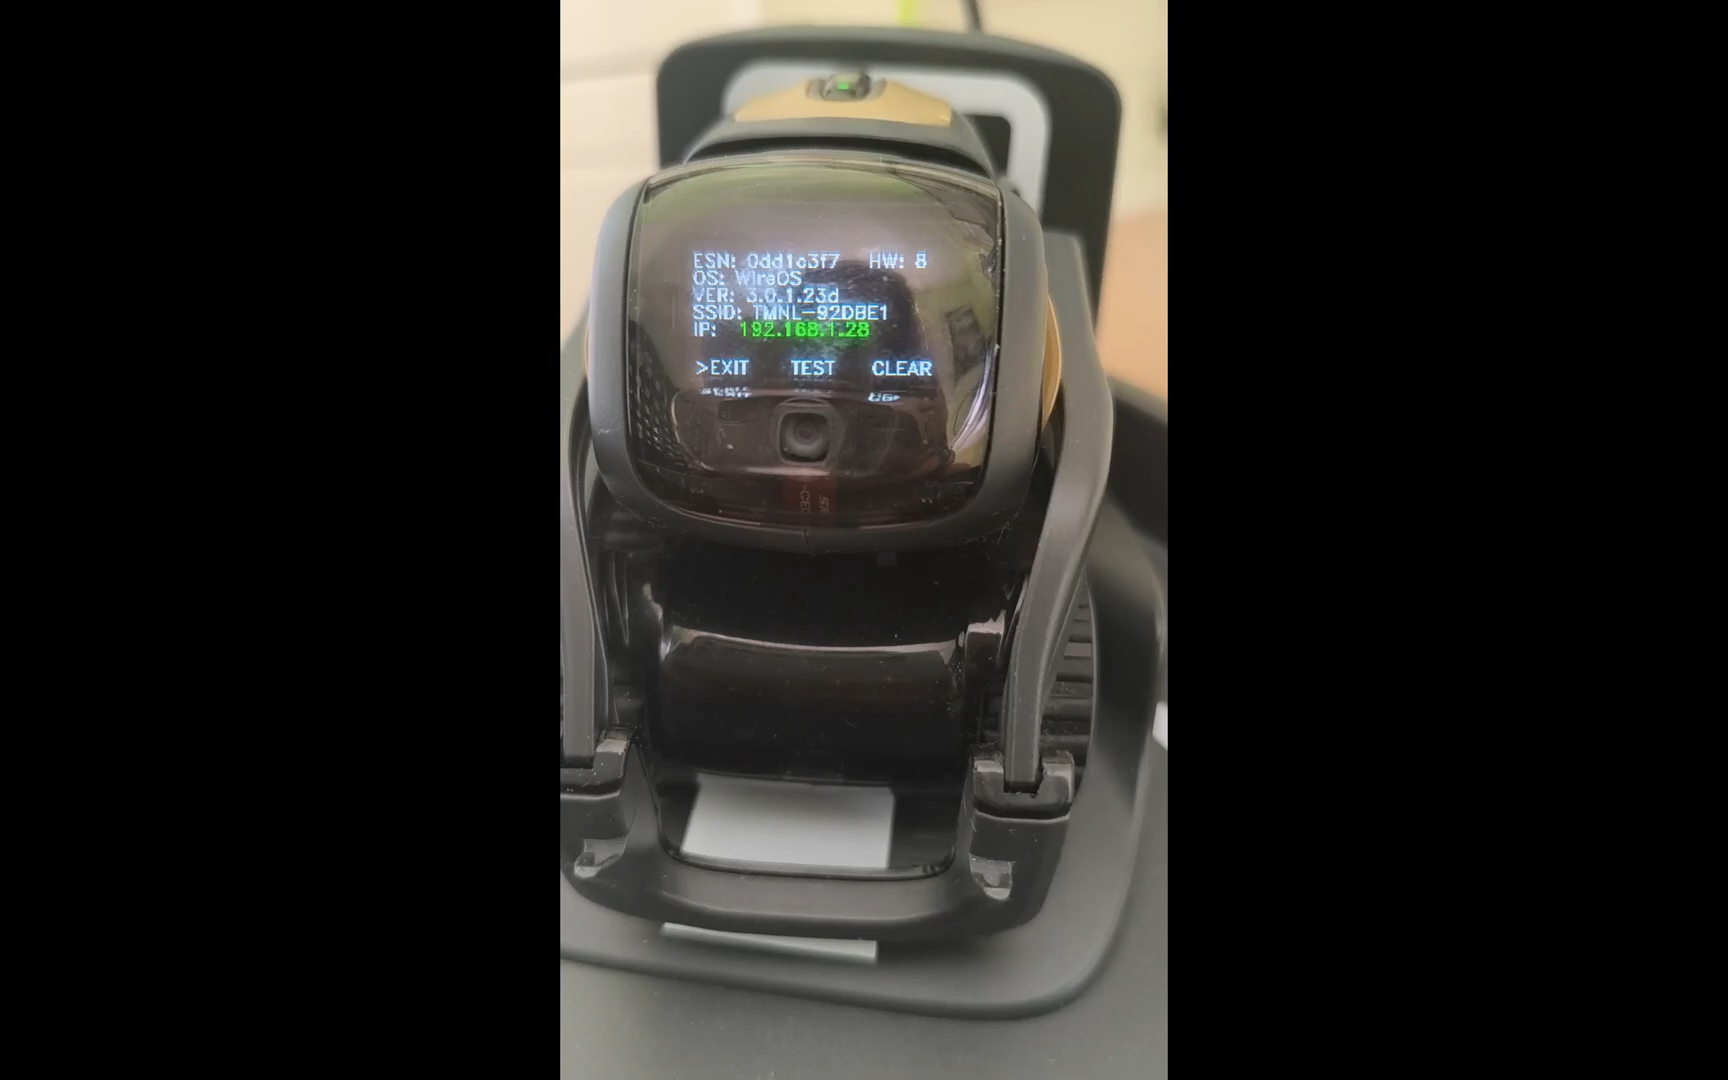 ESN: 0dd1c3f7 HW: 8
OS: WireOS
VER: 3.0.1.23d
SSID: TMNL-92DBE1
IP: 192.168.1.28
>EXIT TEST CLEAR